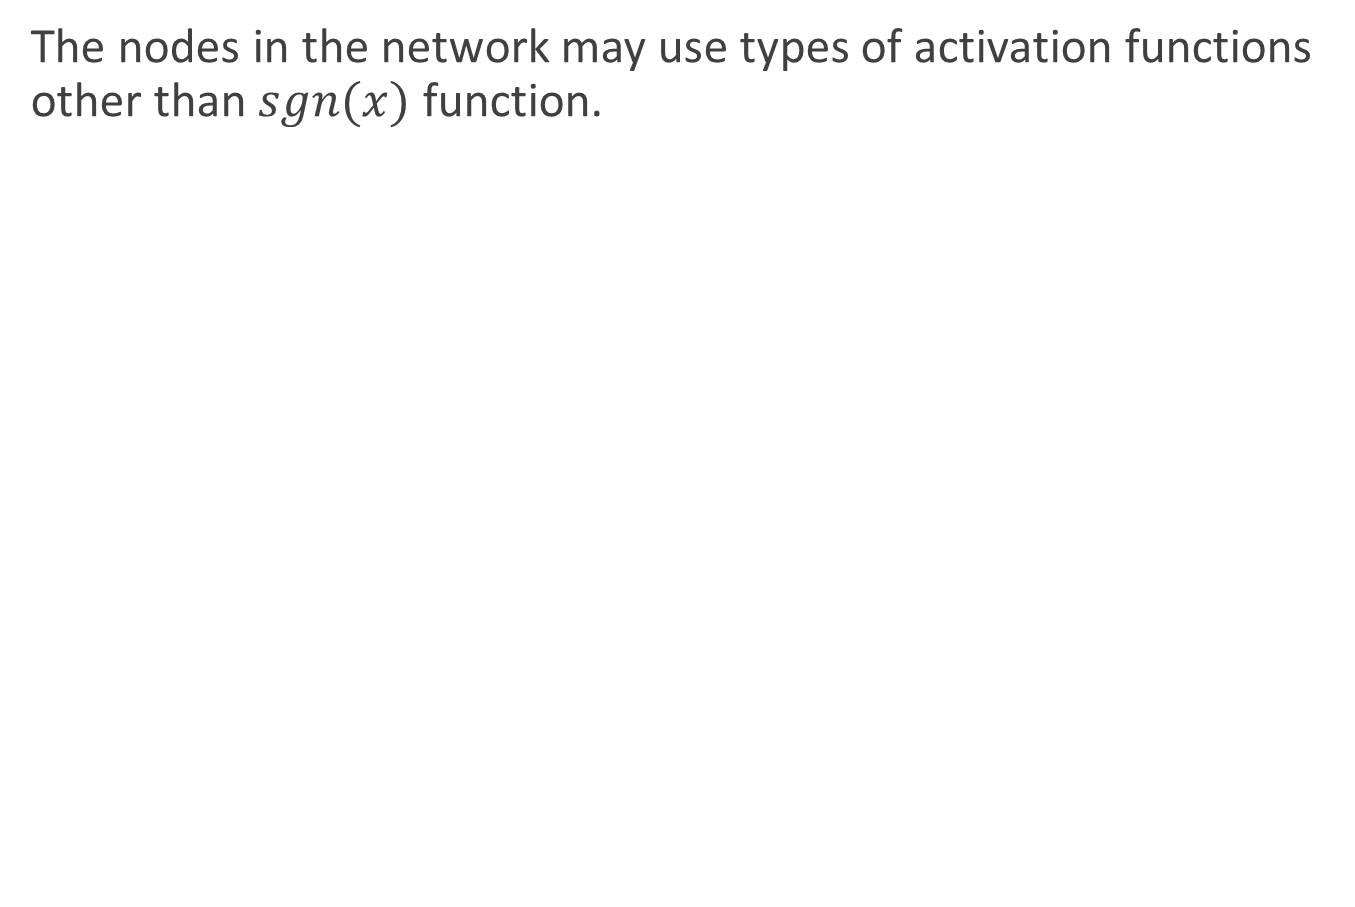 The nodes in the network may use types of activation functions
other than sgn(x) function.